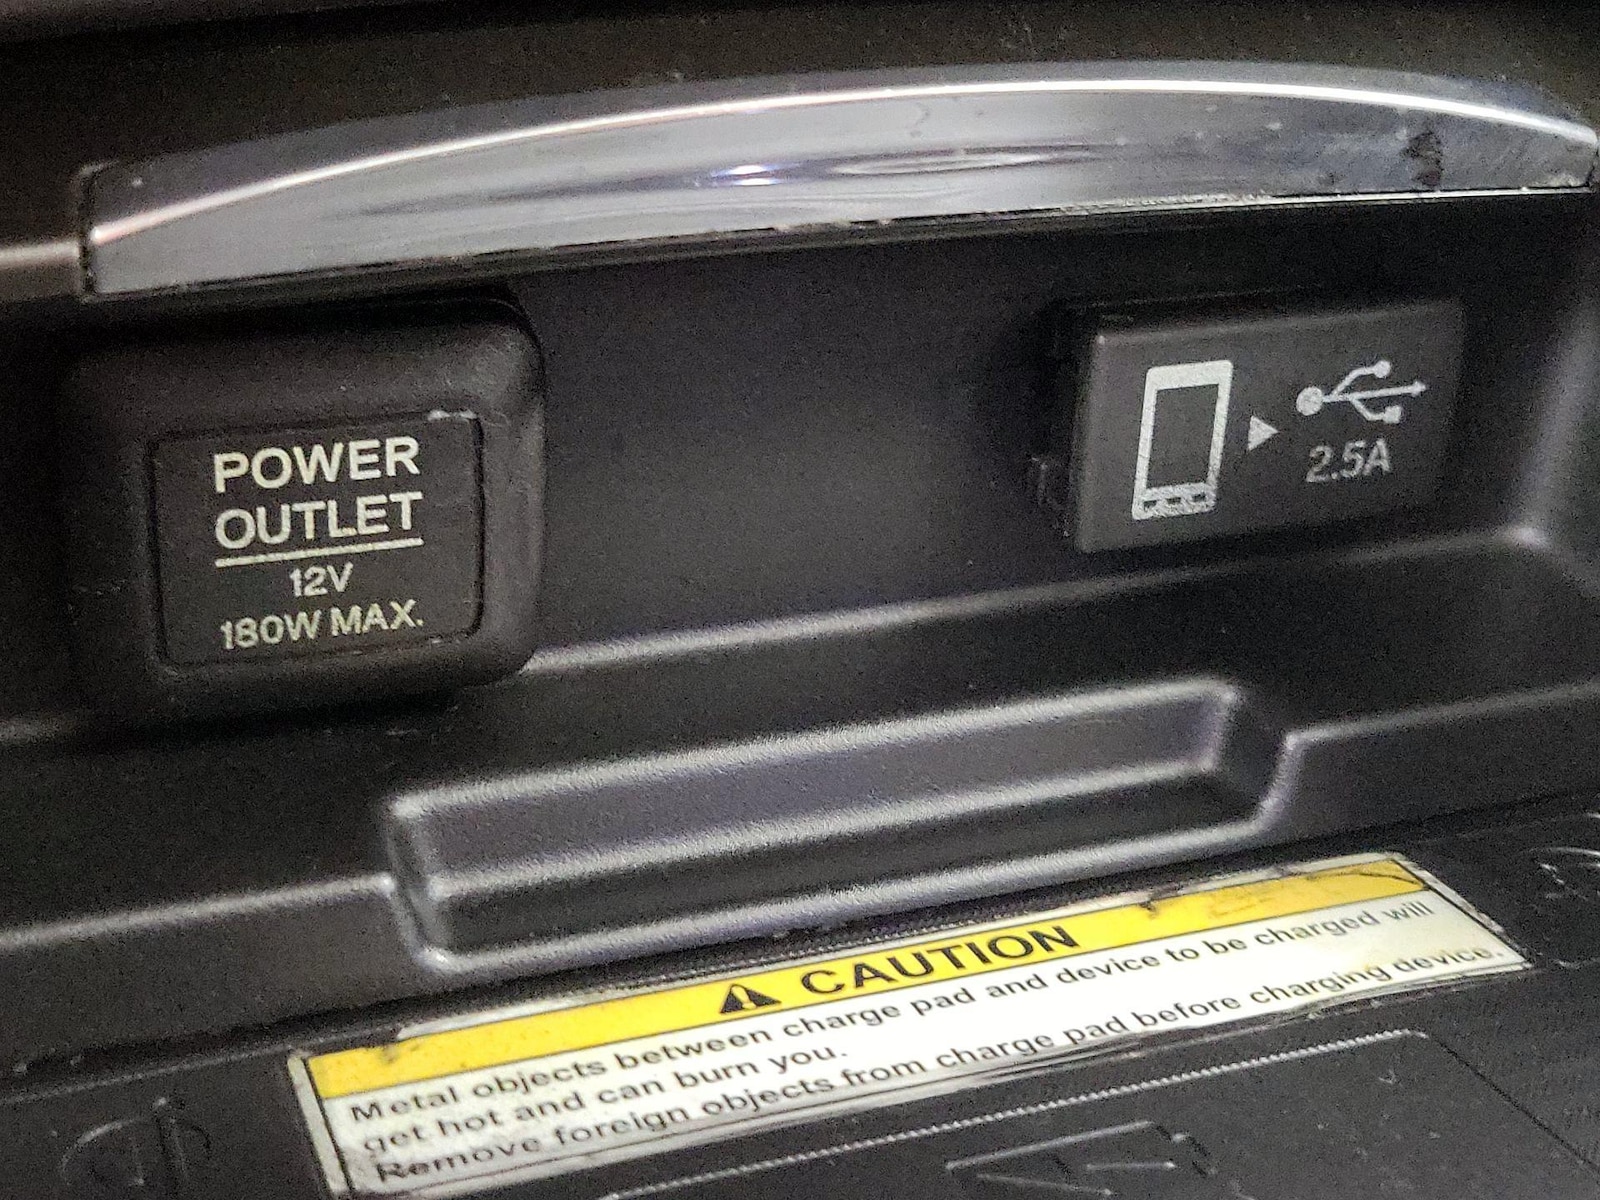 POWER
OUTLET
12V
180W MAX.
2.5A
CAUTION
Metal objects between charge pad and device to be charged will
get hot and can burn you.
Remove foreign objects from charge pad before charging device.